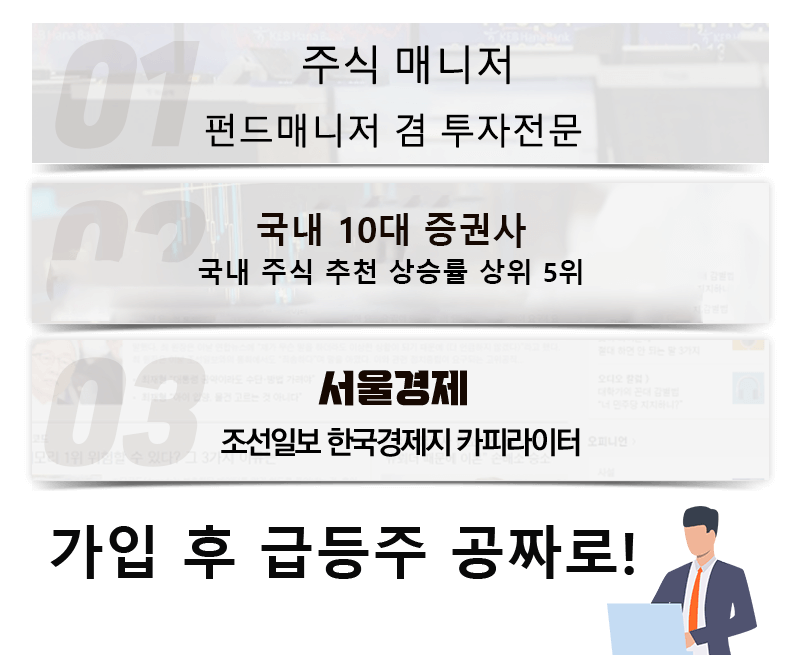 01
주식 매니저
펀드매니저 겸 투자전문
02
국내 10대 증권사
국내 주식 추천 상승률 상위 5위
03
서울경제
조선일보 한국경제지 카피라이터
가입 후 급등주 공짜로!